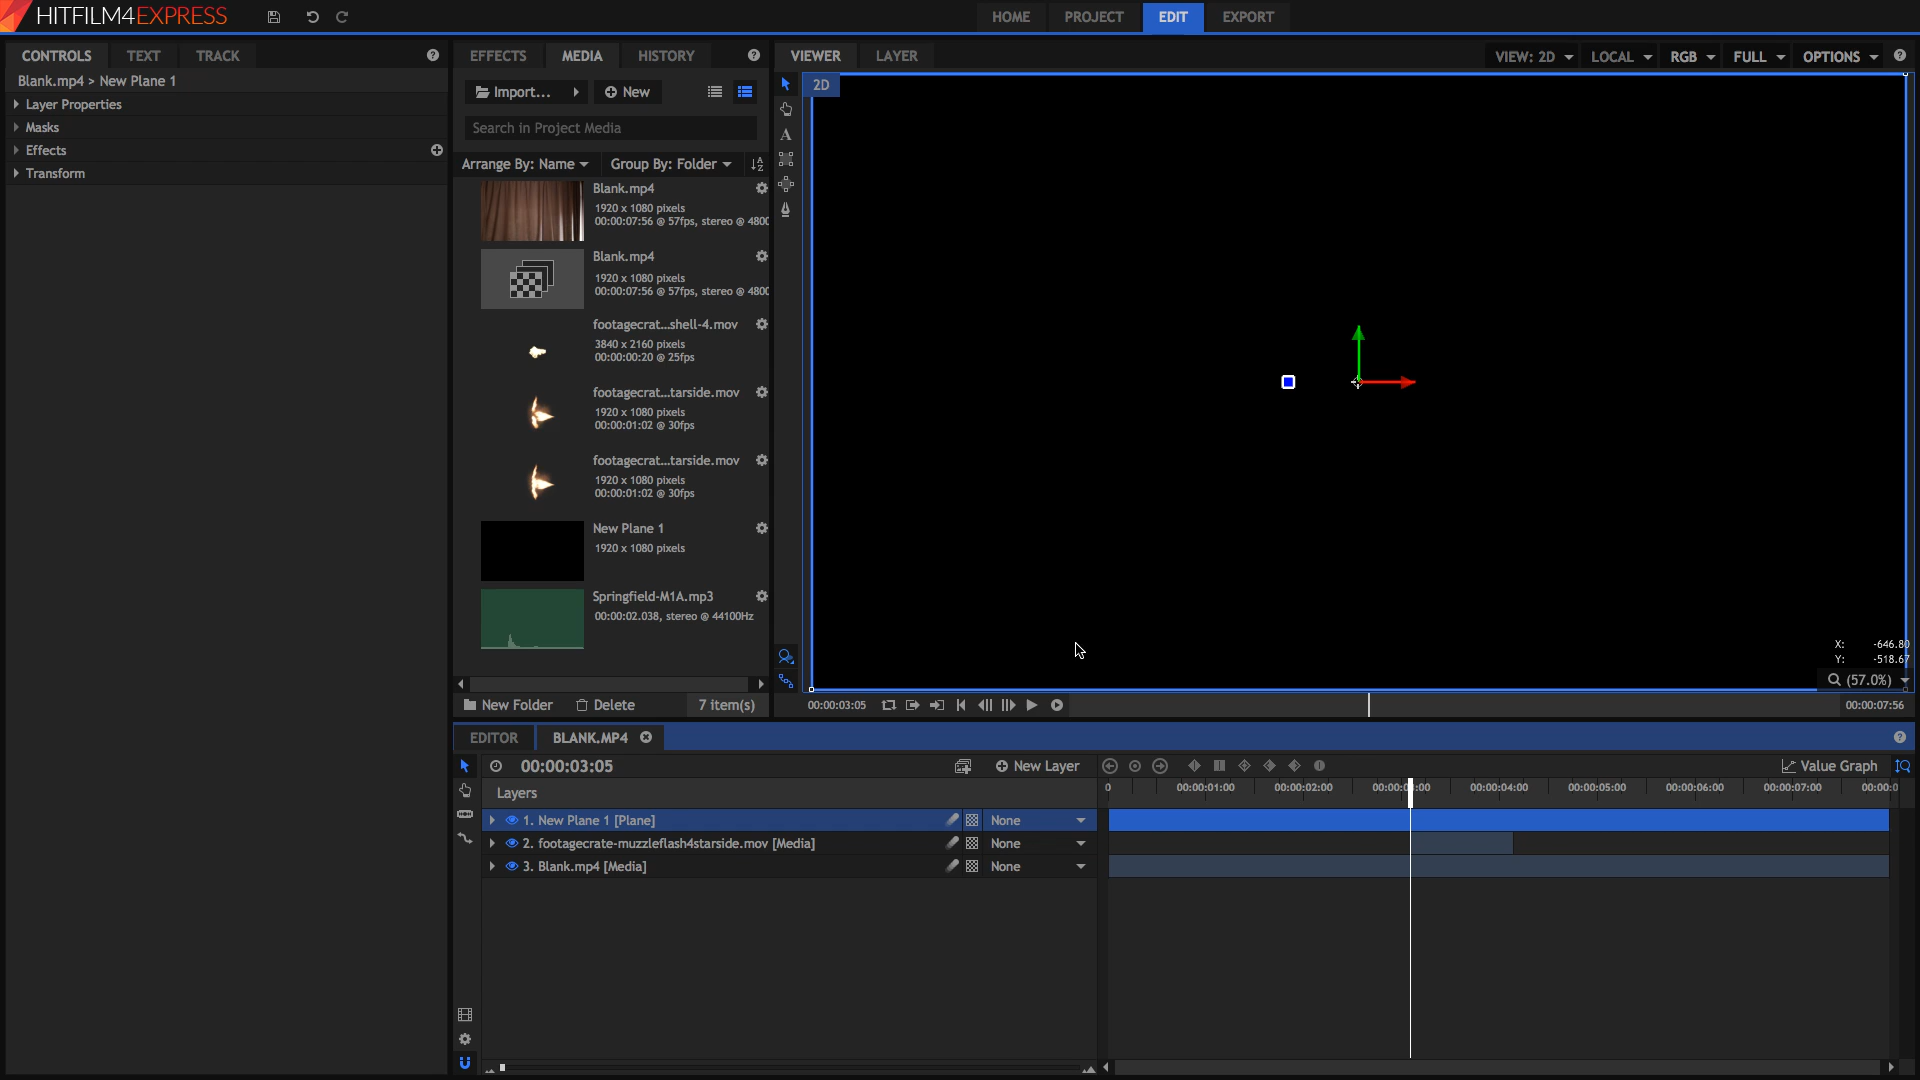 HITFILM4EXPRESS
HOME
PROJECT
EDIT
EXPORT
CONTROLS
TEXT
TRACK
Blank.mp4 > New Plane 1
Layer Properties
Masks
Effects
Transform
EFFECTS
MEDIA
HISTORY
Import...
New
Search in Project Media
Arrange By: Name
Group By: Folder
Blank.mp4
1920 x 1080 pixels
00:00:07:56 @ 57fps, stereo @ 4800
Blank.mp4
1920 x 1080 pixels
00:00:07:56 @ 57fps, stereo @ 4800
footagecrat...shell-4.mov
3840 x 2160 pixels
00:00:00:20 @ 25fps
footagecrat...tarside.mov
1920 x 1080 pixels
00:00:01:02 @ 30fps
footagecrat...tarside.mov
1920 x 1080 pixels
00:00:01:02 @ 30fps
New Plane 1
1920 x 1080 pixels
Springfield-M1A.mp3
00:00:02.038, stereo @ 44100Hz
New Folder
Delete
7 item(s)
VIEWER
LAYER
VIEW: 2D
LOCAL
RGB
FULL
OPTIONS
2D
X: -646.80
Y: -518.67
(57.0%)
00:00:03:05
00:00:07:56
EDITOR
BLANK.MP4
00:00:03:05
New Layer
Value Graph
Layers
0
00:00:01:00
00:00:02:00
00:00:03:00
00:00:04:00
00:00:05:00
00:00:06:00
00:00:07:00
00:00:0
1. New Plane 1 [Plane]
None
2. footagecrate-muzzleflash4starside.mov [Media]
None
3. Blank.mp4 [Media]
None